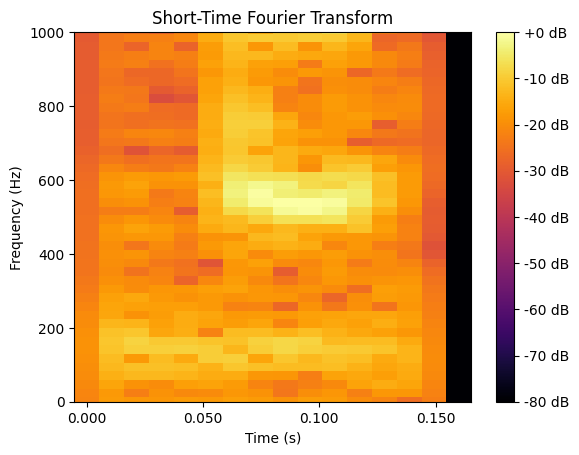 Short-Time Fourier Transform
Frequency (Hz)
1000
800
600
400
200
0
0.000
0.050
0.100
0.150
Time (s)
+0 dB
-10 dB
-20 dB
-30 dB
-40 dB
-50 dB
-60 dB
-70 dB
-80 dB